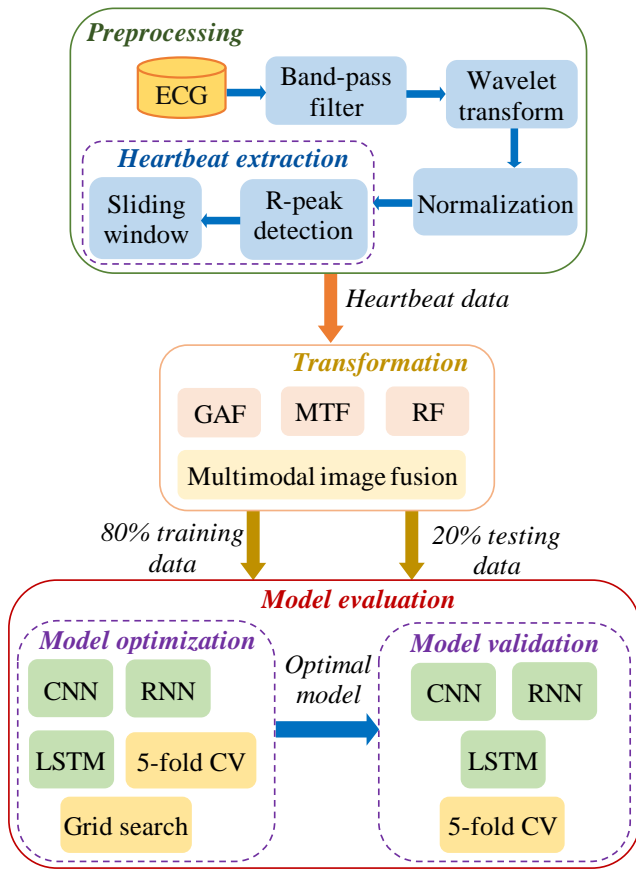 Preprocessing
ECG
Band-pass
filter
Wavelet
transform
Heartbeat extraction
Sliding
window
R-peak
detection
Normalization
Heartbeat data
Transformation
GAF
MTF
RF
Multimodal image fusion
80% training
data
20% testing
data
Model evaluation
Model optimization
CNN
RNN
LSTM
5-fold CV
Grid search
Optimal
model
Model validation
CNN
RNN
LSTM
5-fold CV